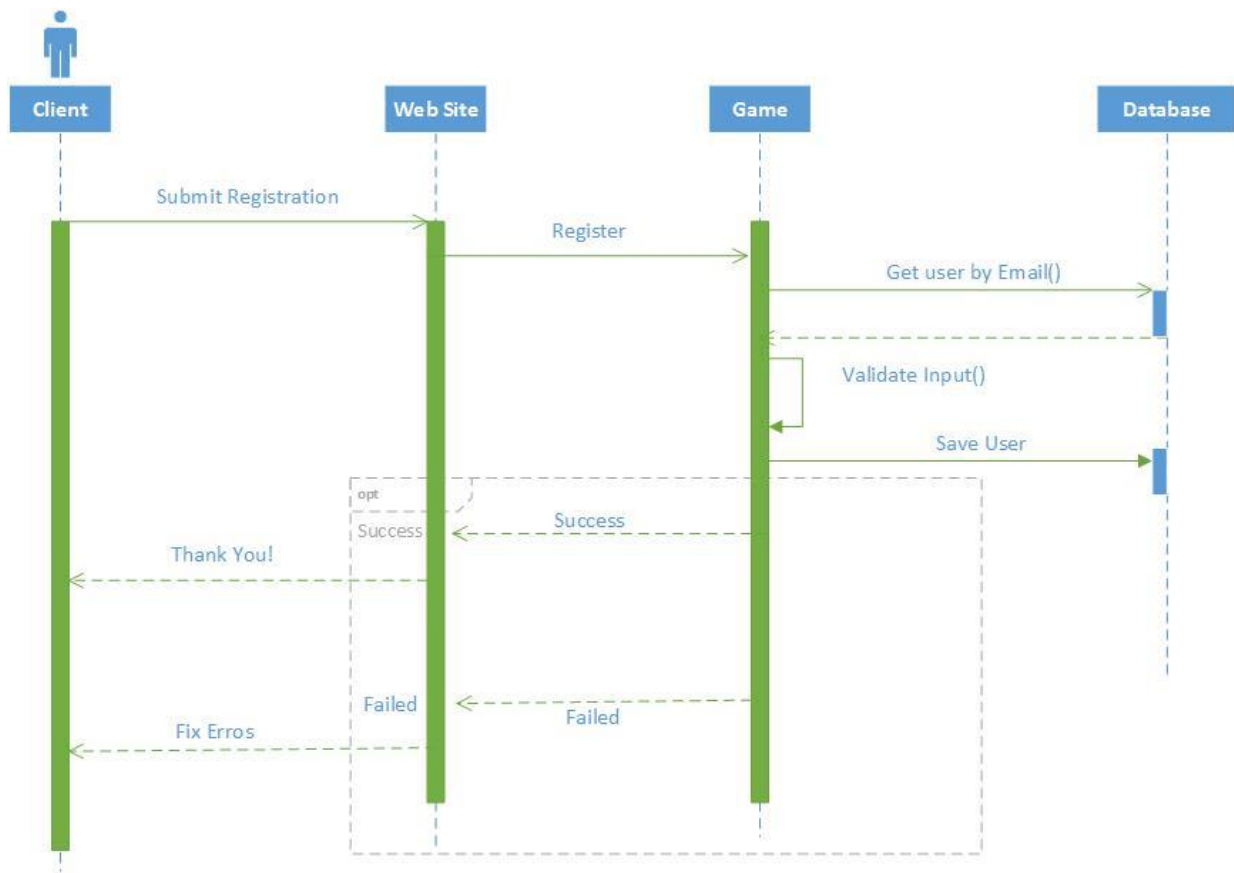 Client
Web Site
Game
Database
Submit Registration
Register
Get user by Email()
Validate Input()
Save User
opt
Success
Success
Thank You!
Failed
Failed
Fix Erros